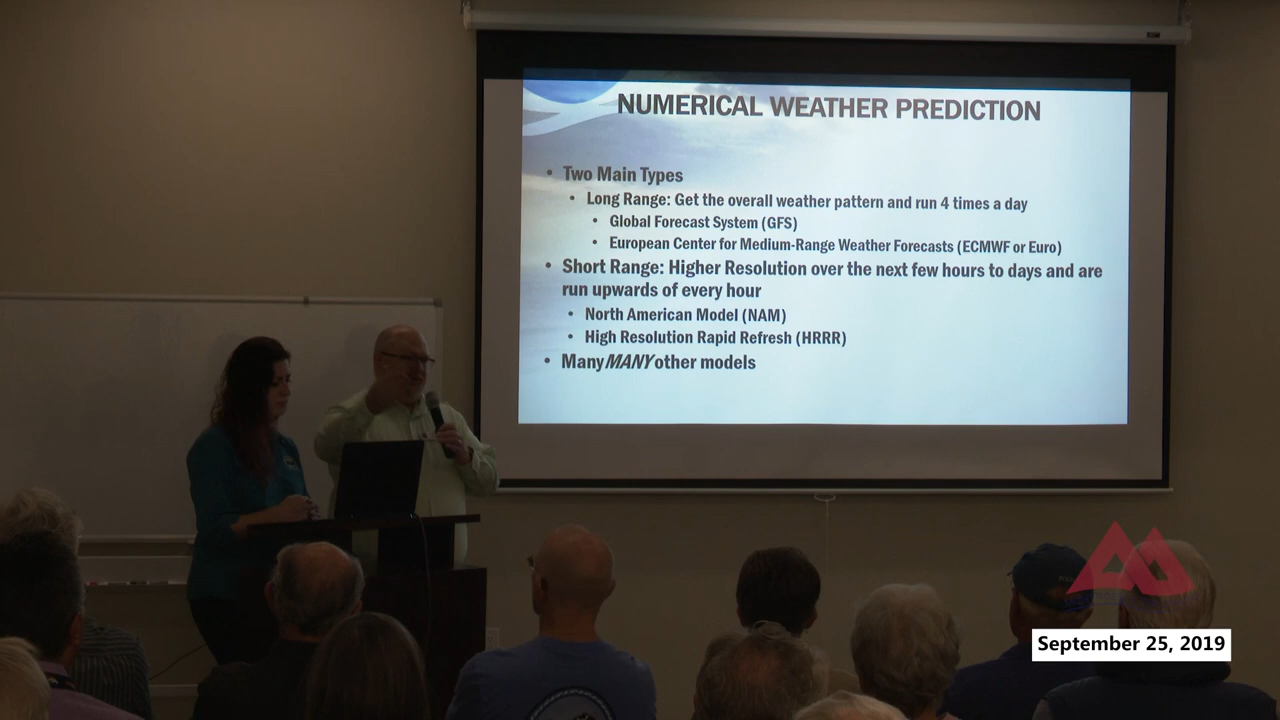 NUMERICAL WEATHER PREDICTION
• Two Main Types
• Long Range: Get the overall weather pattern and run 4 times a day
• Global Forecast System (GFS)
• European Center for Medium-Range Weather Forecasts (ECMWF or Euro)
• Short Range: Higher Resolution over the next few hours to days and are
run upwards of every hour
• North American Model (NAM)
• High Resolution Rapid Refresh (HRRR)
• Many MANY other models
September 25, 2019